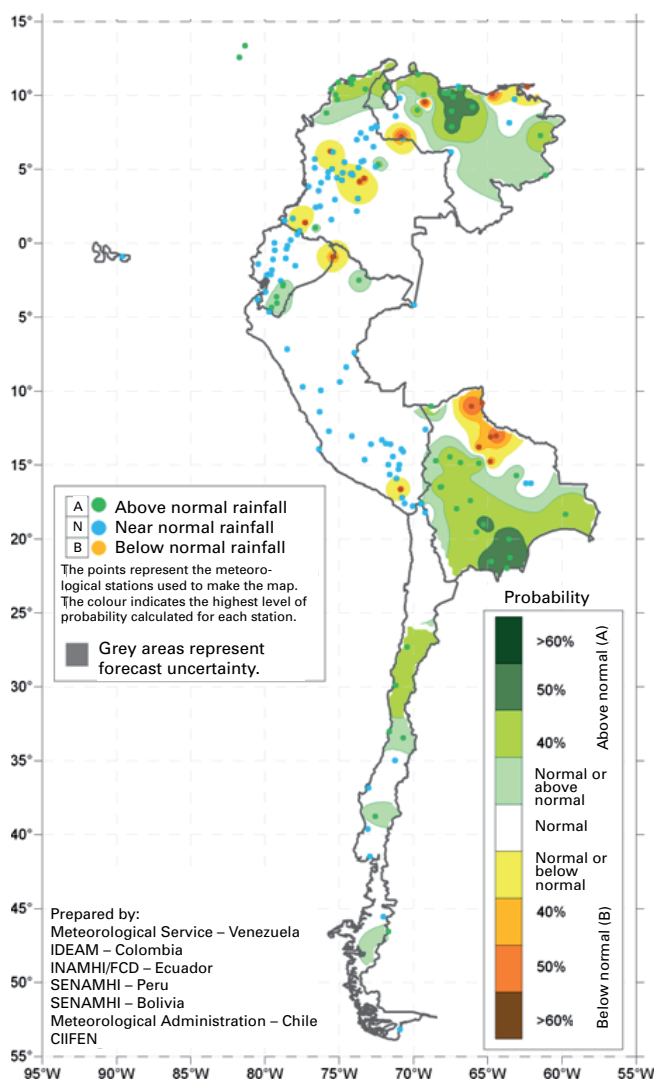 15°
10°
5°
0°
5°
10°
15°
20°
25°
30°
35°
40°
45°
50°
55°
95°W
90°W
85°W
80°W
75°W
70°W
65°W
60°W
55°W
A Above normal rainfall
N Near normal rainfall
B Below normal rainfall
The points represent the meteoro-
logical stations used to make the map.
The colour indicates the highest level of
probability calculated for each station.
Grey areas represent
forecast uncertainty.
Probability
>60%
50%
40%
Above normal (A)
Normal or
above
normal
Normal
Normal or
below
normal
40%
50%
>60%
Below normal (B)
Prepared by:
Meteorological Service – Venezuela
IDEAM – Colombia
INAMHI/FCD – Ecuador
SENAMHI – Peru
SENAMHI – Bolivia
Meteorological Administration – Chile
CIIFEN